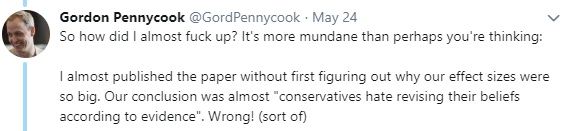 Gordon Pennycook @GordPennycook · May 24
So how did I almost fuck up? It's more mundane than perhaps you're thinking:
I almost published the paper without first figuring out why our effect sizes were
so big. Our conclusion was almost "conservatives hate revising their beliefs
according to evidence". Wrong! (sort of)